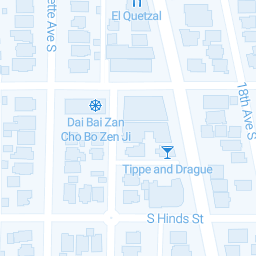 El Quetzal
ette Ave S
18th Ave S
Dai Bai Zan
Cho Bo Zen Ji
Tippe and Drague
S Hinds St